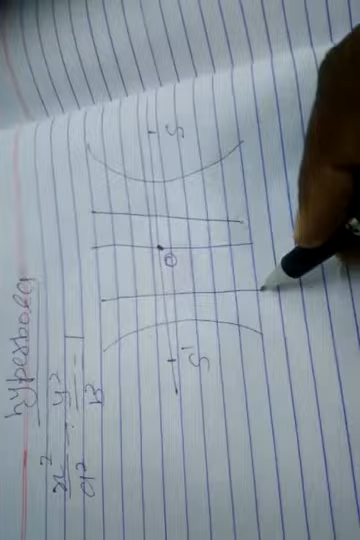 hyperbola
x²/a² - y²/b² = 1
S' O S